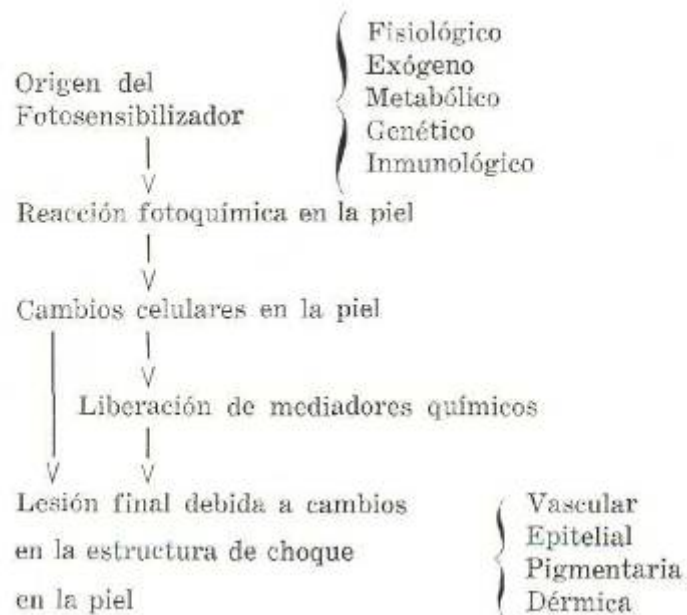 Origen del
Fotosensibilizador
Fisiológico
Exógeno
Metabólico
Genético
Inmunológico
Reacción fotoquímica en la piel
Cambios celulares en la piel
Liberación de mediadores químicos
Lesión final debida a cambios
en la estructura de choque
en la piel
Vascular
Epitelial
Pigmentaria
Dérmica